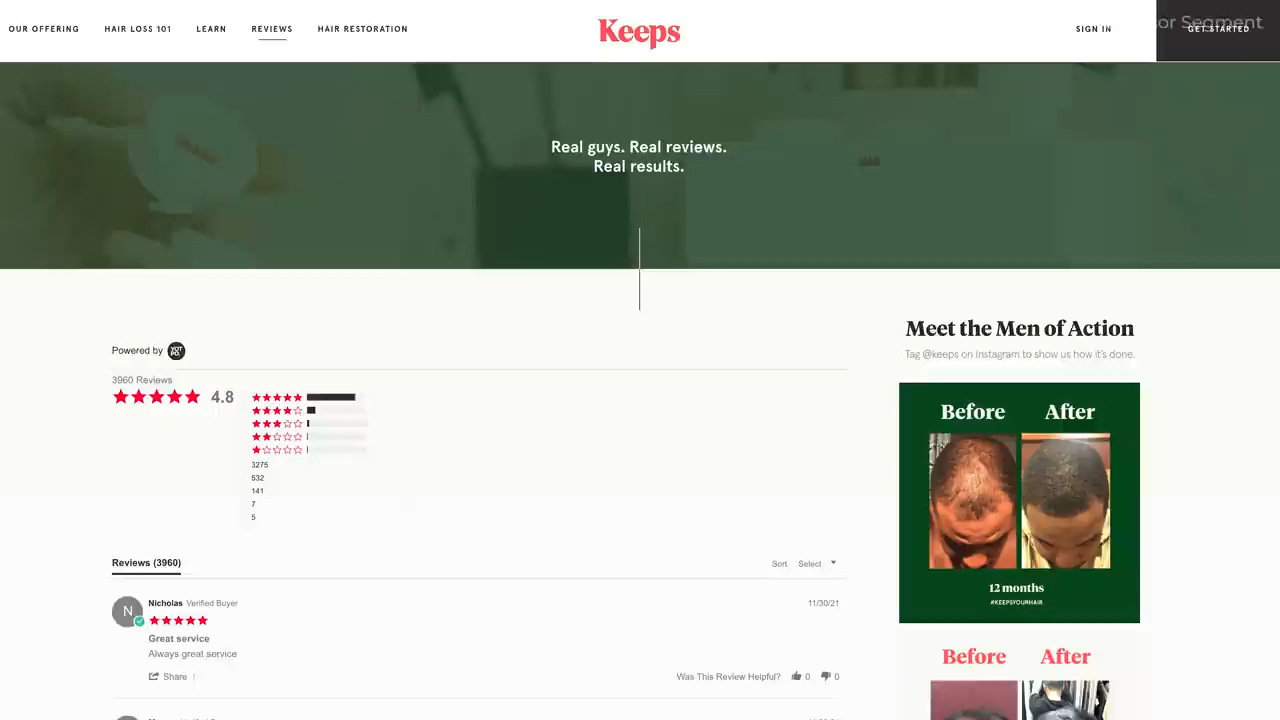 OUR OFFERING HAIR LOSS 101 LEARN REVIEWS HAIR RESTORATION Keeps SIGN IN GET STARTED
or Segment
Real guys. Real reviews.
Real results.
Meet the Men of Action
Tag @keeps on Instagram to show us how it's done.
Powered by YOT PO.
3960 Reviews
4.8
3275
532
141
7
5
Before After
12 months
#KEEPSYOURHAIR
Reviews (3960) Sort Select
N Nicholas Verified Buyer 11/30/21
Great service
Always great service
Share Was This Review Helpful? 0 0
Before After